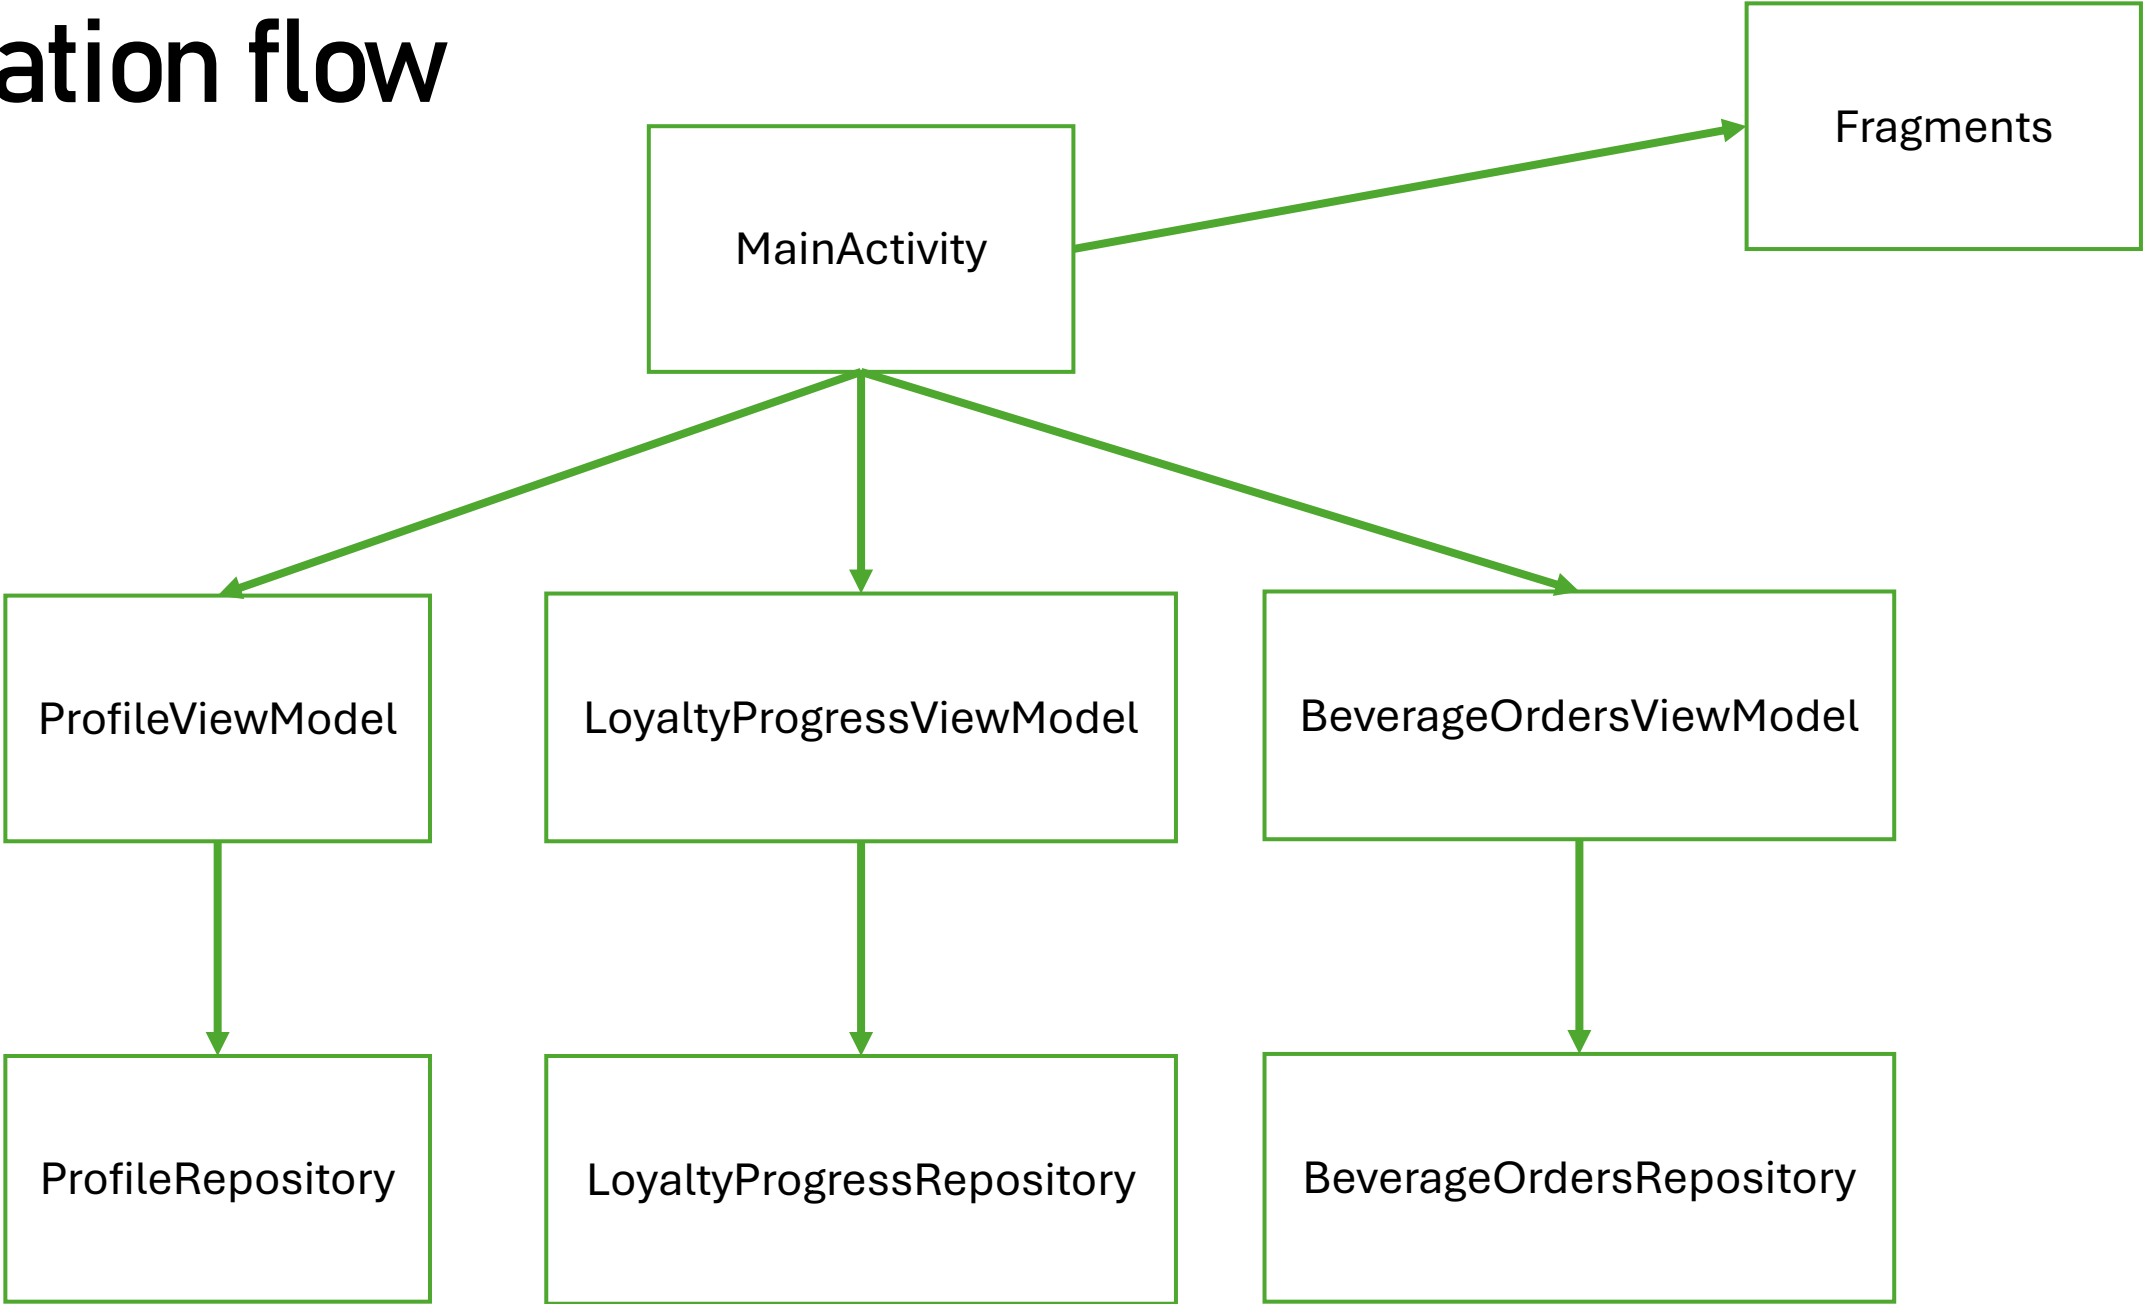 ation flow
Fragments
MainActivity
ProfileViewModel
LoyaltyProgressViewModel
BeverageOrdersViewModel
ProfileRepository
LoyaltyProgressRepository
BeverageOrdersRepository